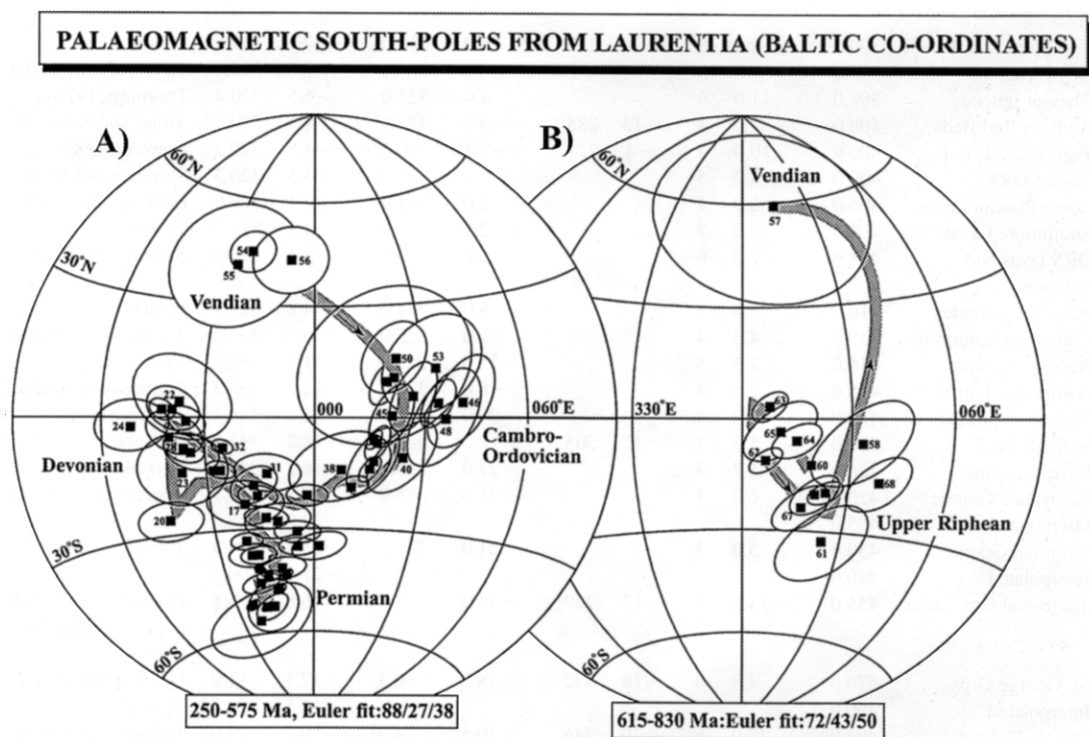 PALAEOMAGNETIC SOUTH-POLES FROM LAURENTIA (BALTIC CO-ORDINATES)
A)
60°N
30°N
54
55
56
Vendian
50
53
22
24
45
46
48
000
060°E
Cambro-
Ordovician
Devonian
32
31
38
40
23
17
20
30°S
Permian
60°S
250-575 Ma, Euler fit:88/27/38
B)
60°N
Vendian
57
30°N
330°E
060°E
63
65
64
62
58
60
68
67
Upper Riphean
61
30°S
60°S
615-830 Ma:Euler fit:72/43/50